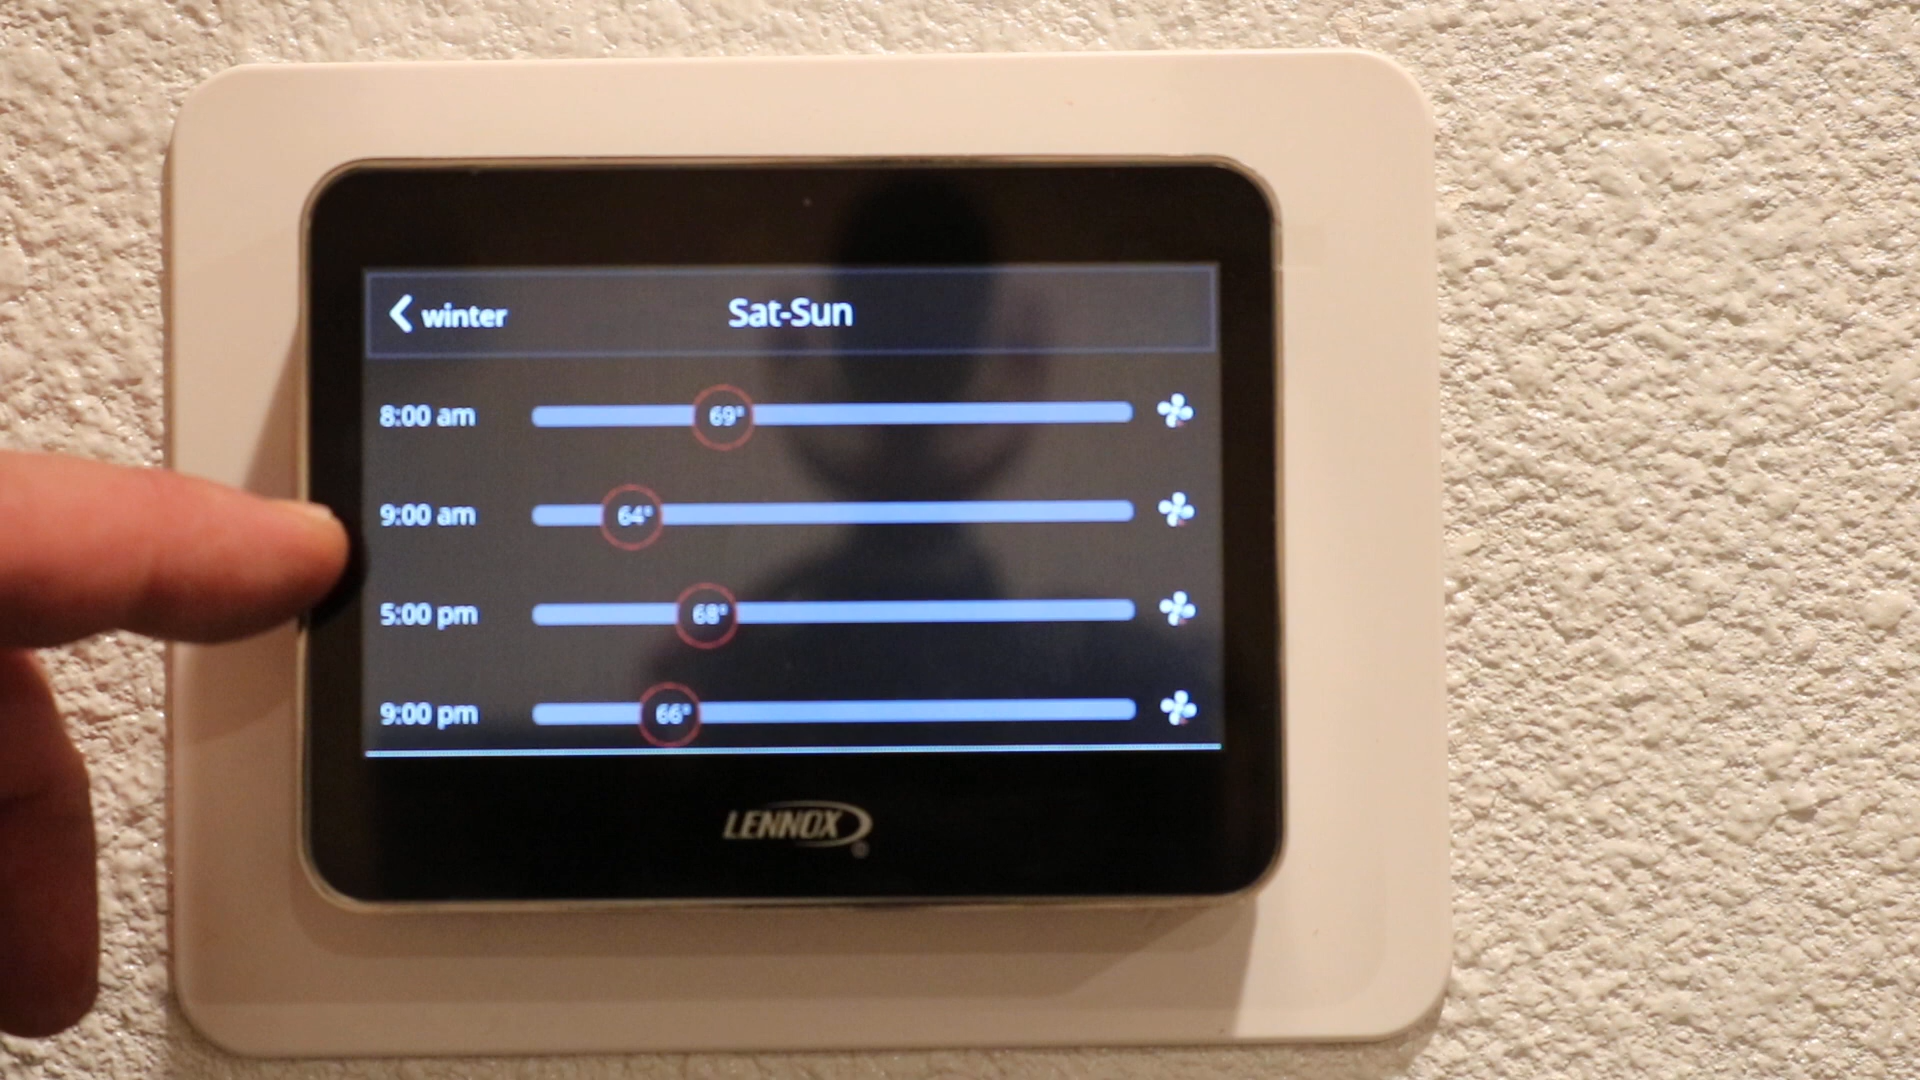 winter Sat-Sun
8:00 am 69°
9:00 am 64°
5:00 pm 68°
9:00 pm 66°
LENNOX®